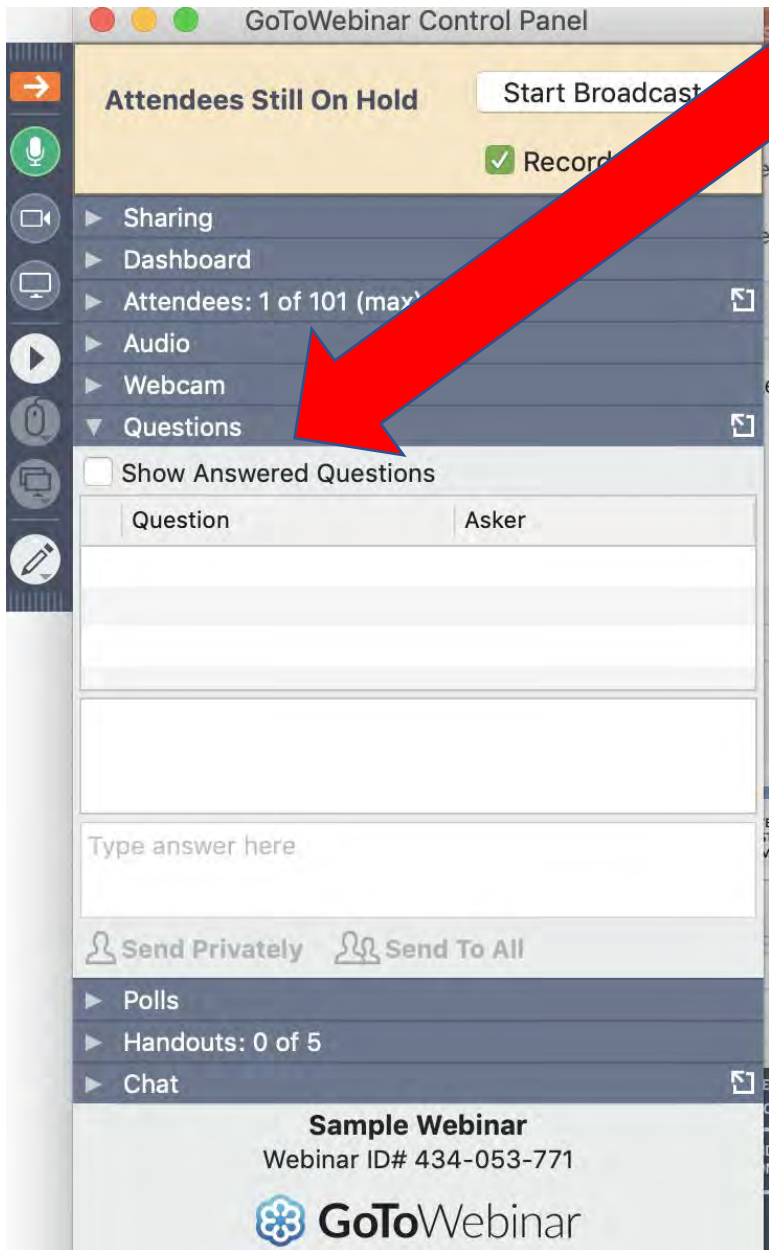 GoToWebinar Control Panel
Attendees Still On Hold
Start Broadcast
Record
Sharing
Dashboard
Attendees: 1 of 101 (max)
Audio
Webcam
Questions
Show Answered Questions
Question Asker
Type answer here
Send Privately Send To All
Polls
Handouts: 0 of 5
Chat
Sample Webinar
Webinar ID# 434-053-771
GoToWebinar